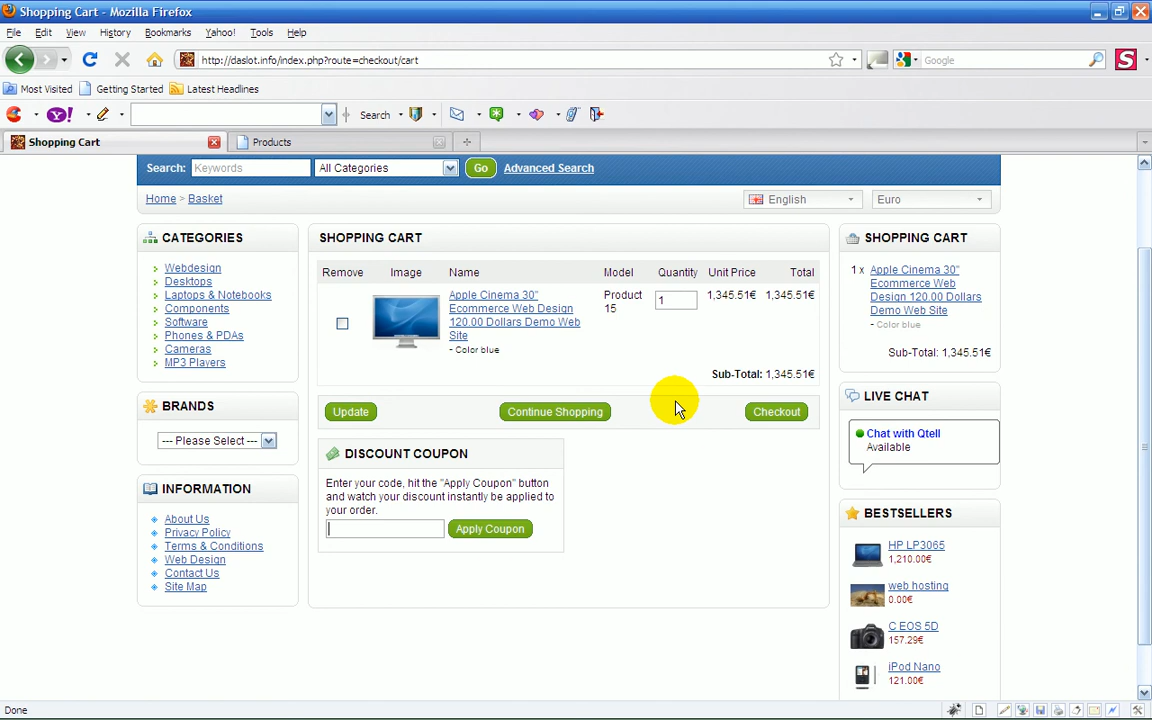 Shopping Cart - Mozilla Firefox
File Edit View History Bookmarks Yahoo! Tools Help
http://daslot.info/index.php?route=checkout/cart
Google
S
Most Visited Getting Started Latest Headlines
Y! Search
Shopping Cart Products
Search: Keywords All Categories Go Advanced Search
Home > Basket English Euro
CATEGORIES
Webdesign
Desktops
Laptops & Notebooks
Components
Software
Phones & PDAs
Cameras
MP3 Players
BRANDS
--- Please Select ---
INFORMATION
About Us
Privacy Policy
Terms & Conditions
Web Design
Contact Us
Site Map
SHOPPING CART
Remove Image Name Model Quantity Unit Price Total
Apple Cinema 30" Product 1 1,345.51€ 1,345.51€
Ecommerce Web Design 15
120.00 Dollars Demo Web
Site
- Color blue
Sub-Total: 1,345.51€
Update Continue Shopping Checkout
DISCOUNT COUPON
Enter your code, hit the "Apply Coupon" button
and watch your discount instantly be applied to
your order.
Apply Coupon
SHOPPING CART
1 x Apple Cinema 30"
Ecommerce Web
Design 120.00 Dollars
Demo Web Site
- Color blue
Sub-Total: 1,345.51€
LIVE CHAT
Chat with Qtell
Available
BESTSELLERS
HP LP3065
1,210.00€
web hosting
0.00€
C EOS 5D
157.29€
iPod Nano
121.00€
Done